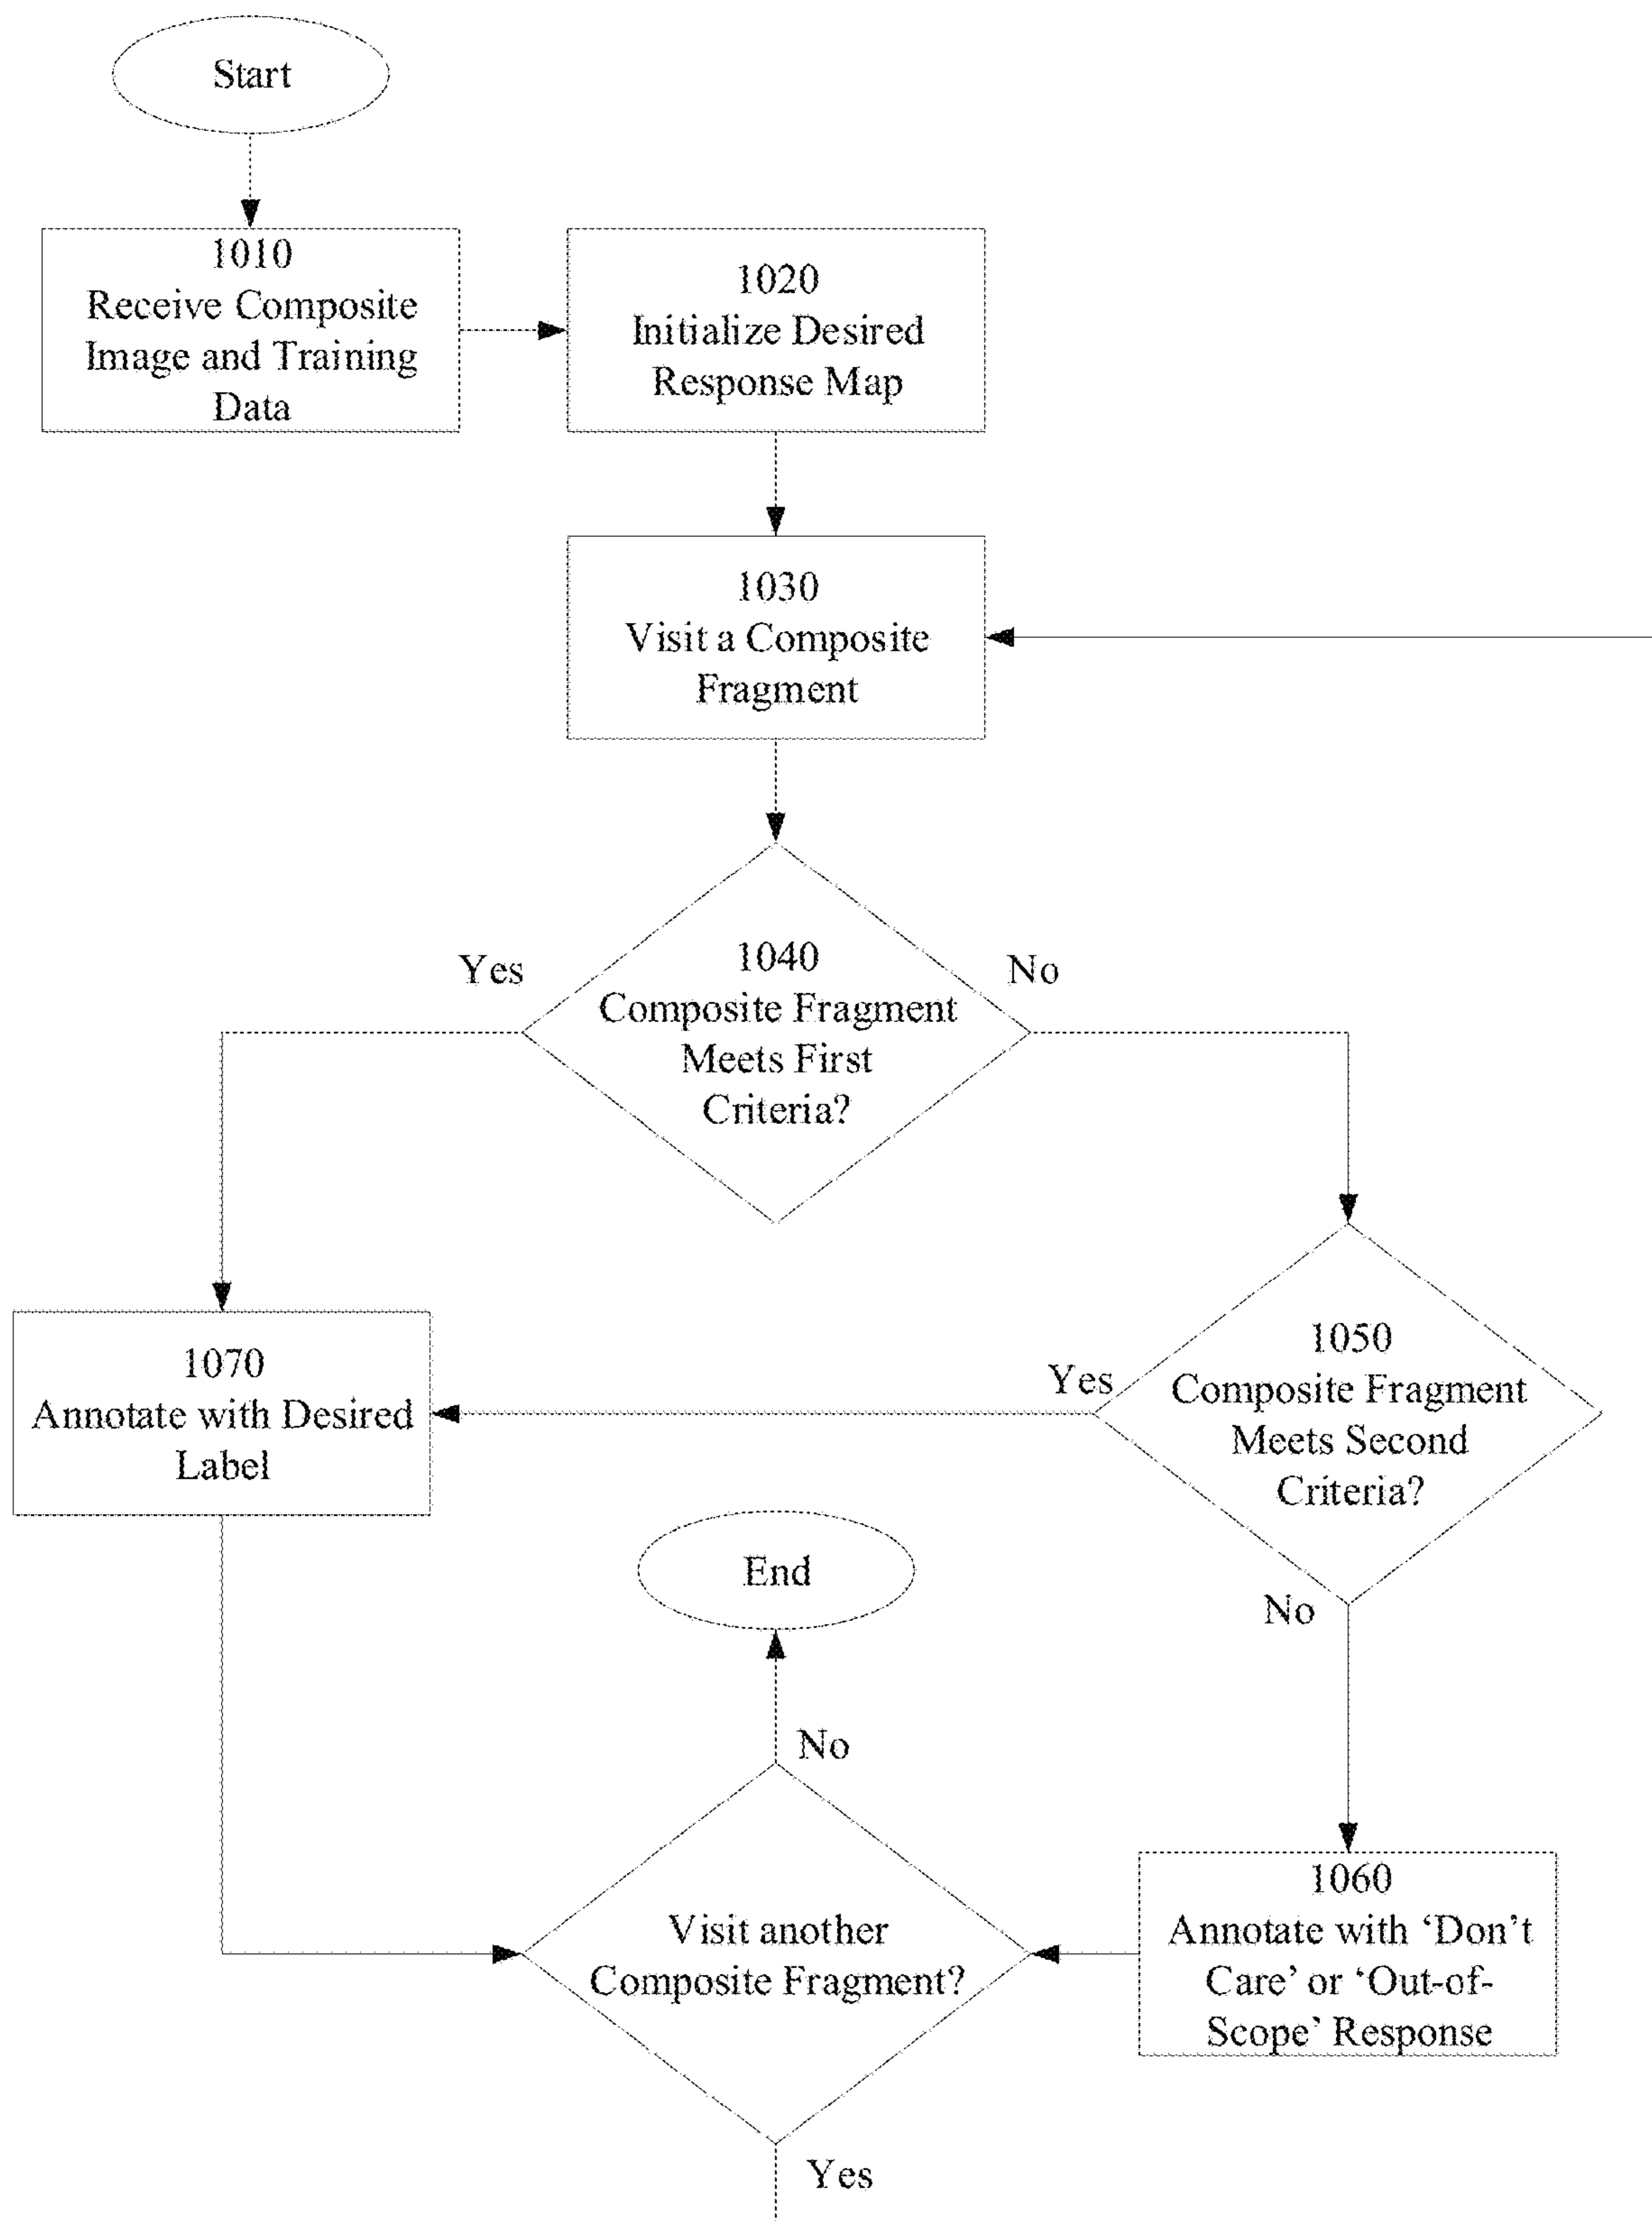 Start
1010
Receive Composite
Image and Training
Data
1020
Initialize Desired
Response Map
1030
Visit a Composite
Fragment
Yes
1040
Composite Fragment
Meets First
Criteria?
No
1070
Annotate with Desired
Label
Yes
1050
Composite Fragment
Meets Second
Criteria?
No
End
No
Visit another
Composite Fragment?
Yes
1060
Annotate with ‘Don’t
Care’ or ‘Out-of-
Scope’ Response